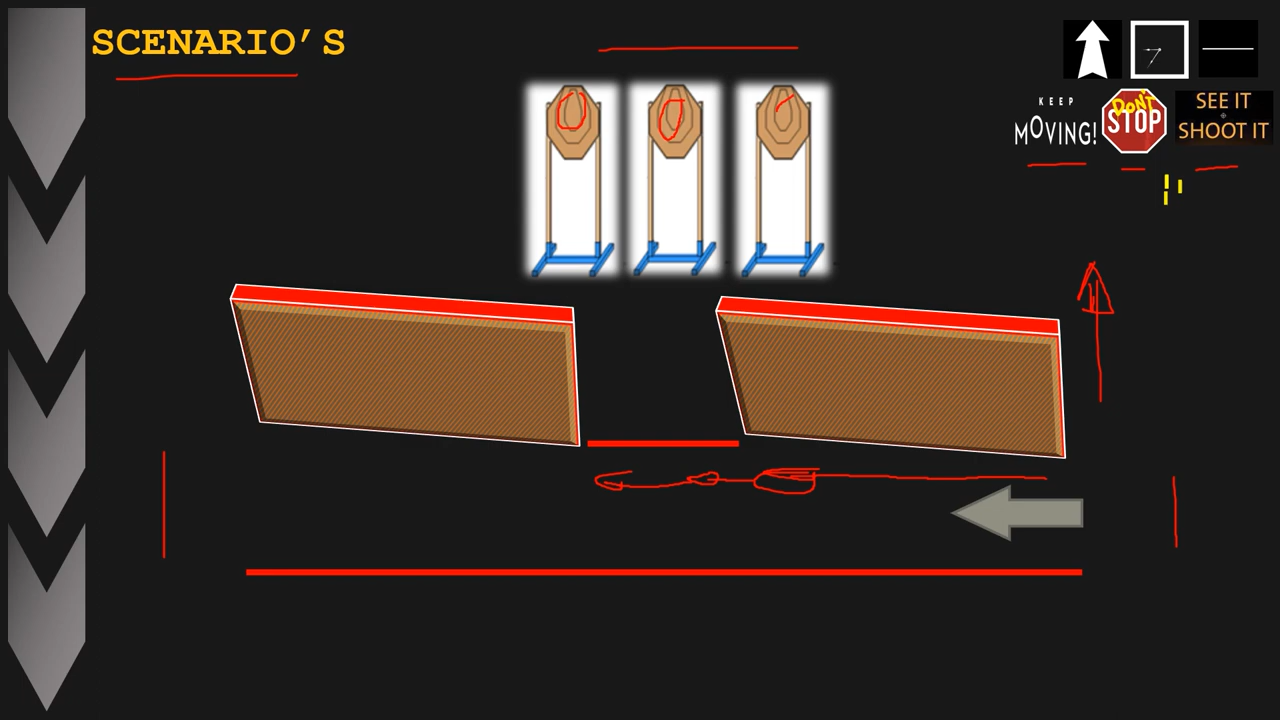 SCENARIO’S
KEEP
MOVING!
DON'T
STOP
SEE IT
SHOOT IT